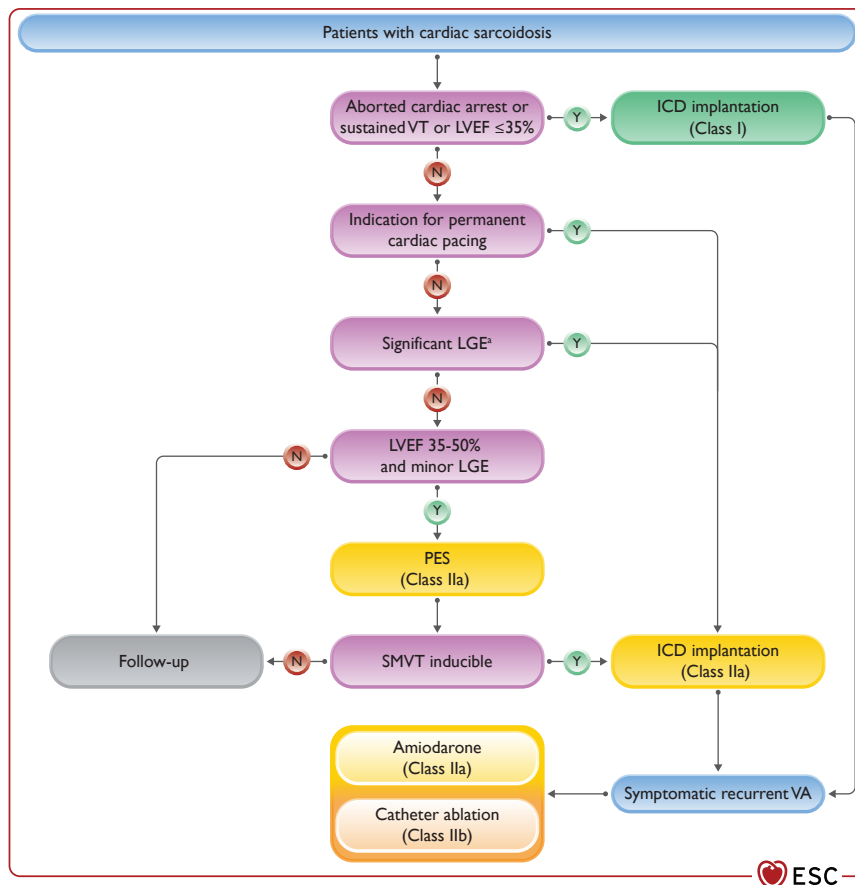 Patients with cardiac sarcoidosis
Aborted cardiac arrest or
sustained VT or LVEF ≤35%
Y
ICD implantation
(Class I)
N
Indication for permanent
cardiac pacing
Y
N
Significant LGEᵃ
Y
N
LVEF 35-50%
and minor LGE
N
Y
PES
(Class IIa)
Follow-up
N
SMVT inducible
Y
ICD implantation
(Class IIa)
Amiodarone
(Class IIa)
Catheter ablation
(Class IIb)
Symptomatic recurrent VA
ESC